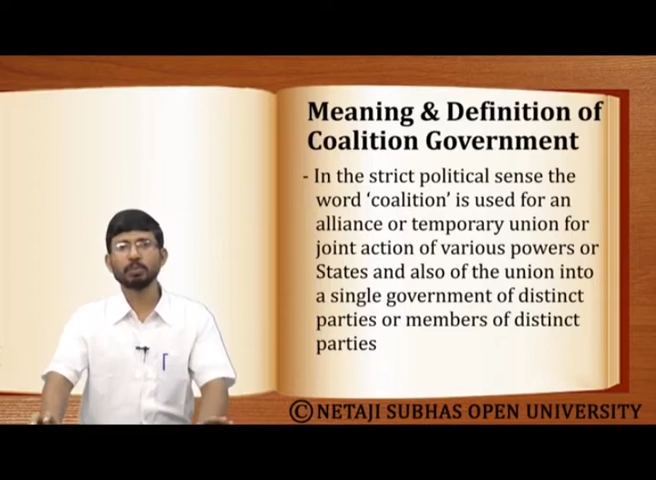 Meaning & Definition of
Coalition Government
- In the strict political sense the
word ‘coalition’ is used for an
alliance or temporary union for
joint action of various powers or
States and also of the union into
a single government of distinct
parties or members of distinct
parties
© NETAJI SUBHAS OPEN UNIVERSITY